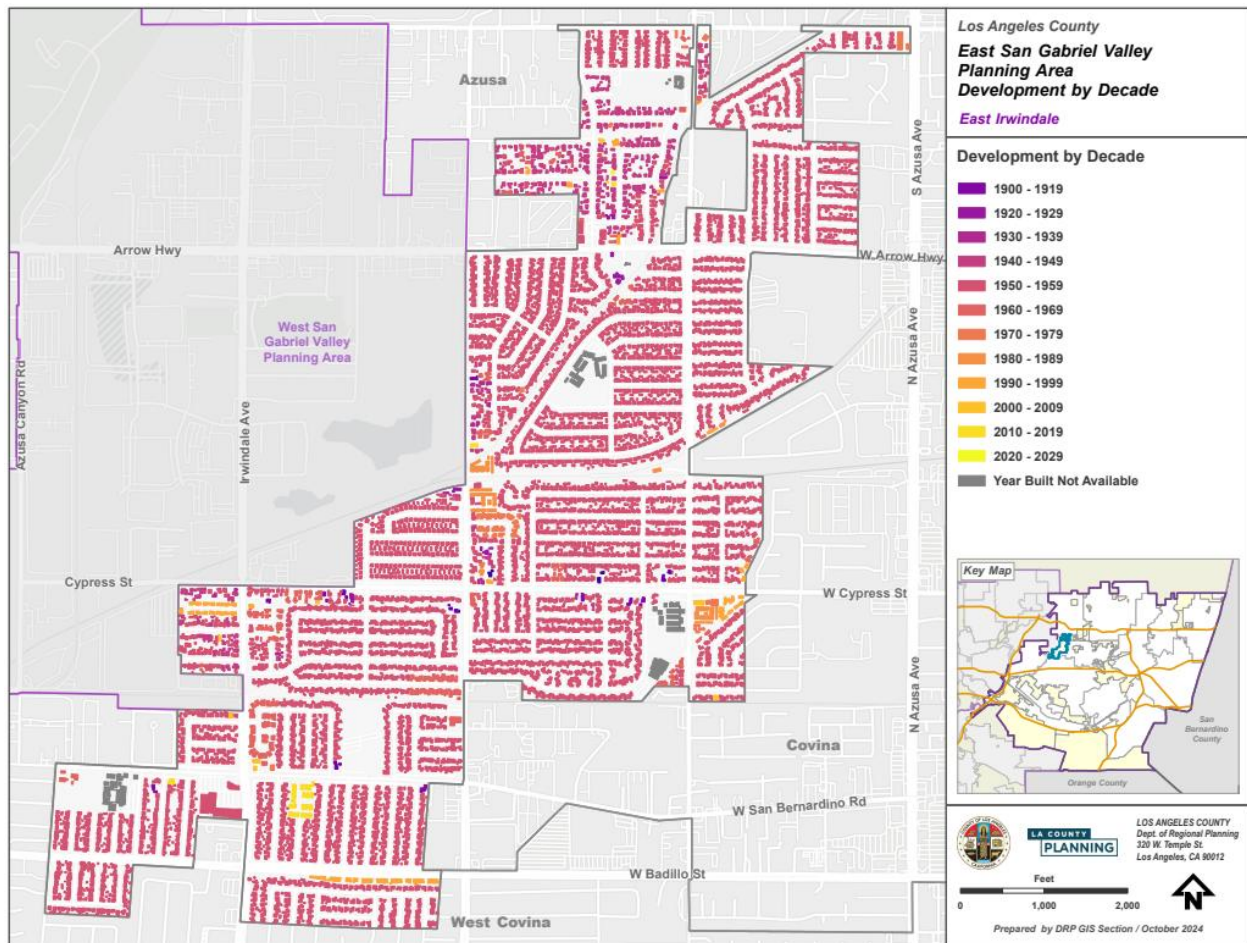 Los Angeles County
East San Gabriel Valley
Planning Area
Development by Decade
East Irwindale
Development by Decade
1900 - 1919
1920 - 1929
1930 - 1939
1940 - 1949
1950 - 1959
1960 - 1969
1970 - 1979
1980 - 1989
1990 - 1999
2000 - 2009
2010 - 2019
2020 - 2029
Year Built Not Available
Azusa
S Azusa Ave
Arrow Hwy
W Arrow Hwy
West San
Gabriel Valley
Planning Area
Azusa Canyon Rd
Irwindale Ave
N Azusa Ave
Cypress St
W Cypress St
N Azusa Ave
Covina
W San Bernardino Rd
W Badillo St
West Covina
Key Map
San
Bernardino
County
Orange County
LA COUNTY
PLANNING
LOS ANGELES COUNTY
Dept. of Regional Planning
320 W. Temple St.
Los Angeles, CA 90012
Feet
0 1,000 2,000
N
Prepared by DRP GIS Section / October 2024